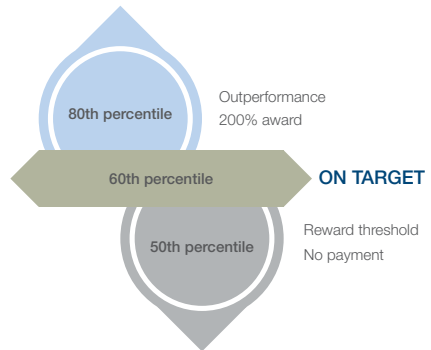 80th percentile
Outperformance
200% award
60th percentile
ON TARGET
50th percentile
Reward threshold
No payment